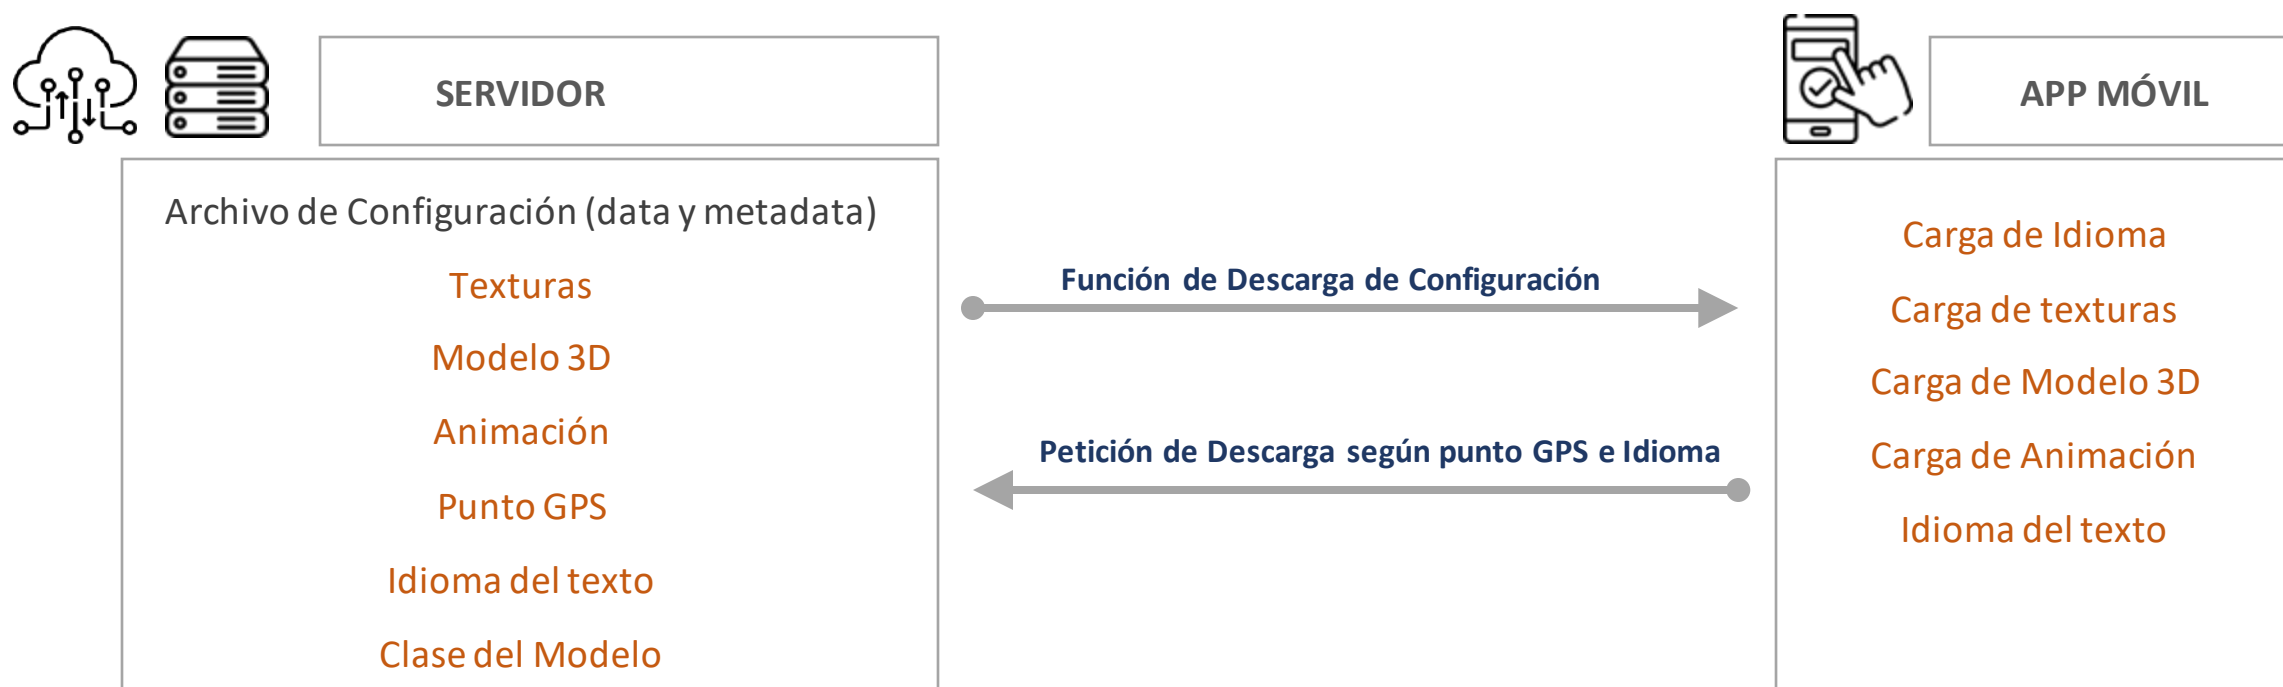 SERVIDOR
Archivo de Configuración (data y metadata)
Texturas
Modelo 3D
Animación
Punto GPS
Idioma del texto
Clase del Modelo
Función de Descarga de Configuración
Petición de Descarga según punto GPS e Idioma
APP MÓVIL
Carga de Idioma
Carga de texturas
Carga de Modelo 3D
Carga de Animación
Idioma del texto